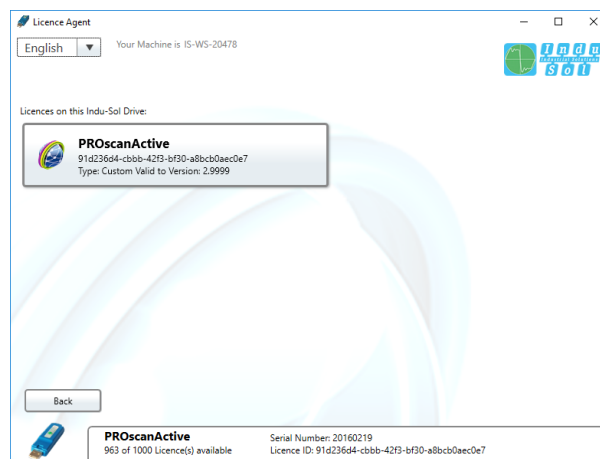 Licence Agent
English
Your Machine is IS-WS-20478
Indu
industrial solutions
Sol
Licences on this Indu-Sol Drive:
PROscanActive
91d236d4-cbbb-42f3-bf30-a8bcb0aec0e7
Type: Custom Valid to Version: 2.9999
Back
PROscanActive
Serial Number: 20160219
963 of 1000 Licence(s) available
Licence ID: 91d236d4-cbbb-42f3-bf30-a8bcb0aec0e7